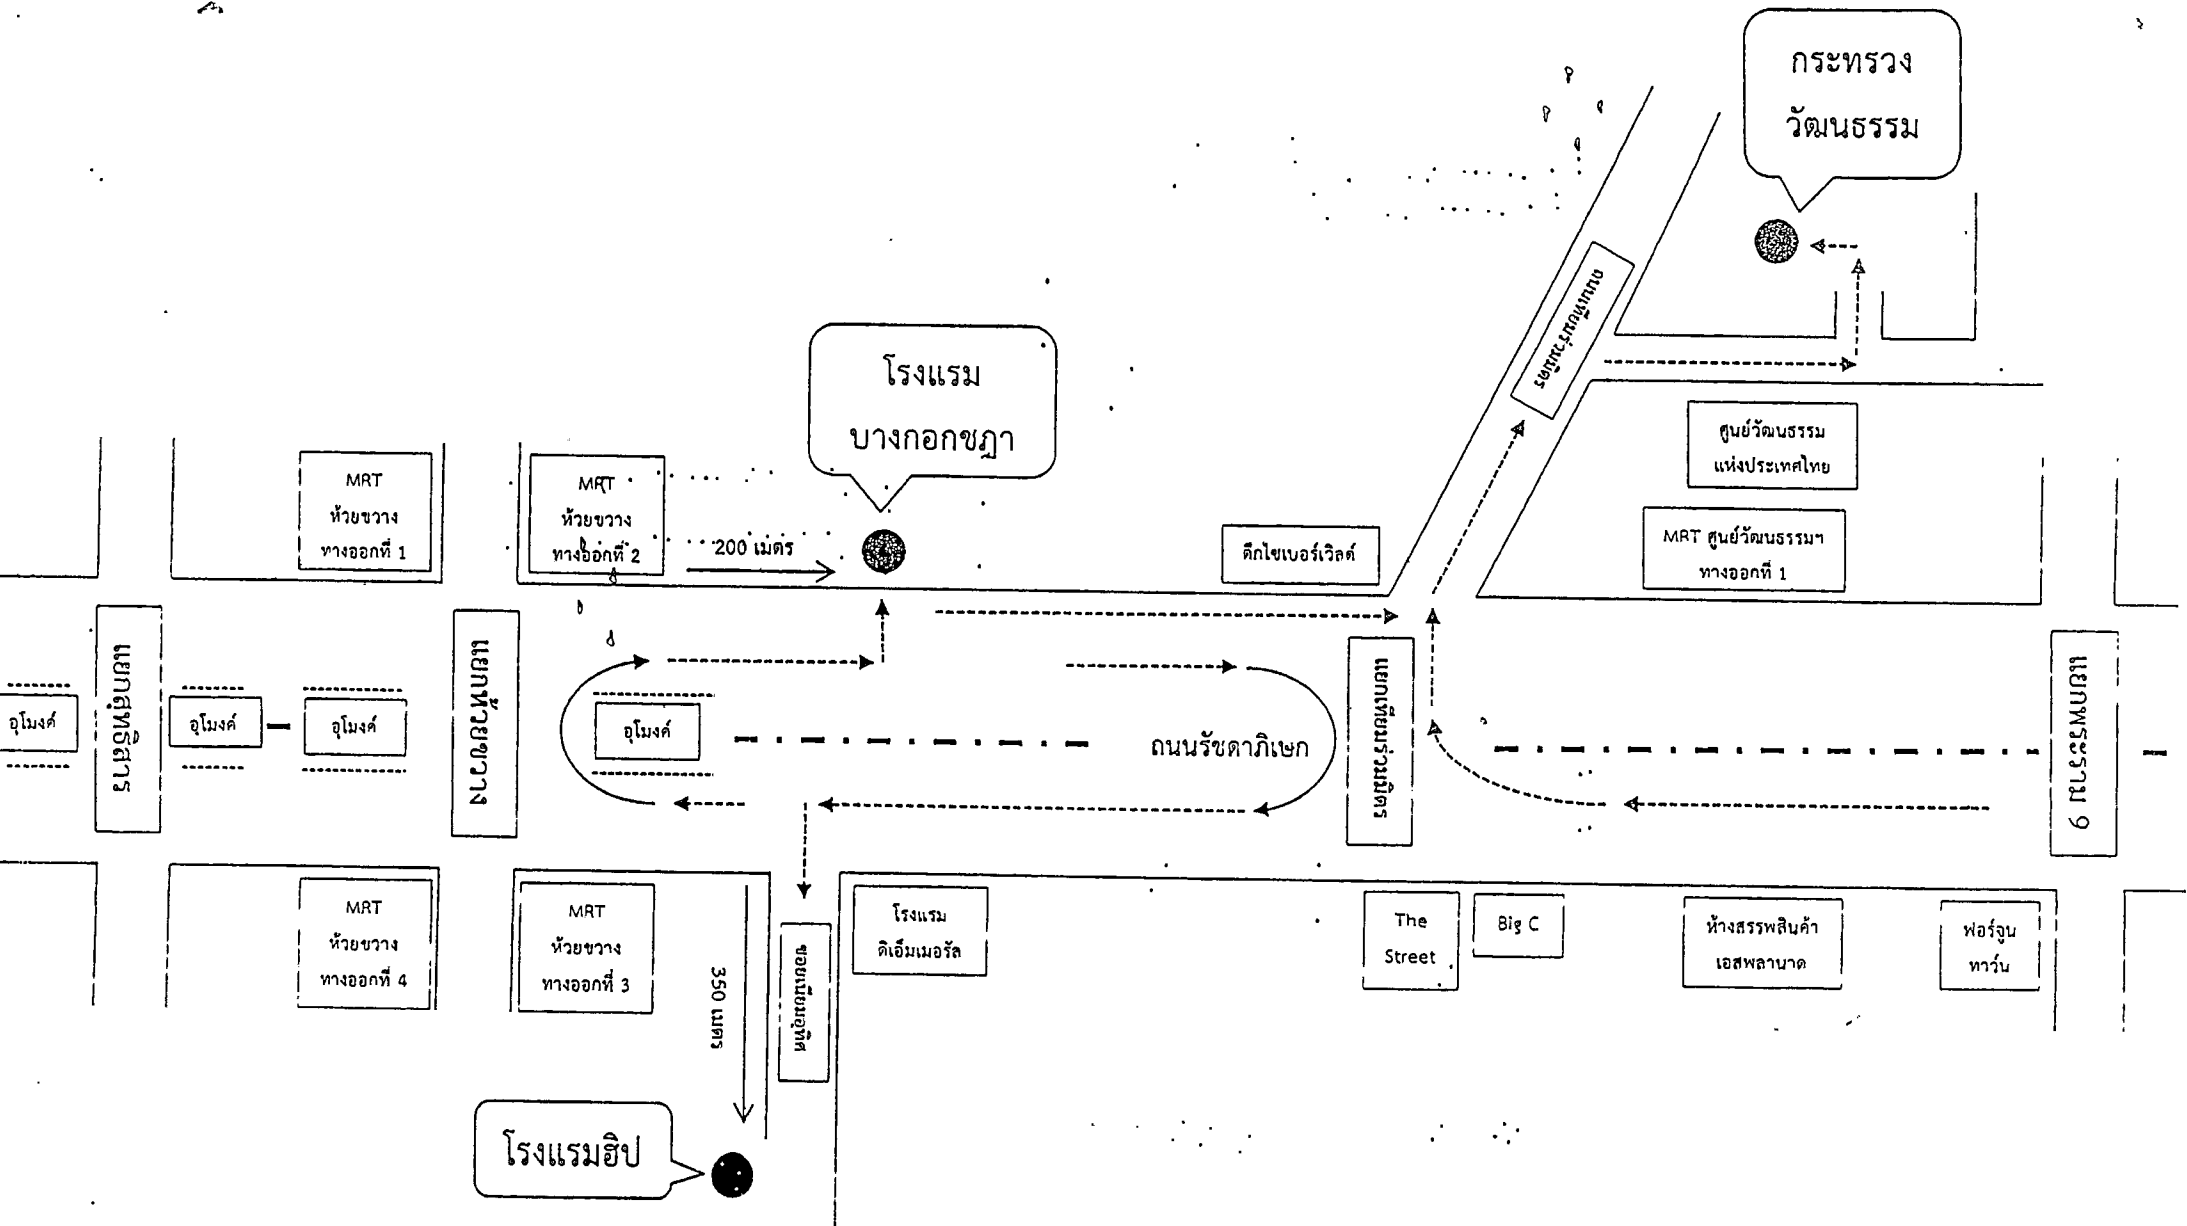 กระทรวง
วัฒนธรรม
ถนนเทียมร่วมมิตร
โรงแรม
บางกอกชฎา
ศูนย์วัฒนธรรม
แห่งประเทศไทย
MRT
ห้วยขวาง
ทางออกที่ 1
MRT
ห้วยขวาง
ทางออกที่ 2
200 เมตร
ตึกไซเบอร์เวิลด์
MRT ศูนย์วัฒนธรรมฯ
ทางออกที่ 1
แยกสุทธิสาร
แยกห้วยขวาง
แยกเทียมร่วมมิตร
แยกพระราม 9
อุโมงค์
อุโมงค์
อุโมงค์
อุโมงค์
ถนนรัชดาภิเษก
MRT
ห้วยขวาง
ทางออกที่ 4
MRT
ห้วยขวาง
ทางออกที่ 3
350 เมตร
ซอยเนียมอุทิศ
โรงแรม
ดิเอ็มเมอรัล
The
Street
Big C
ห้างสรรพสินค้า
เอสพลานาด
ฟอร์จูน
ทาว์น
โรงแรมฮิป